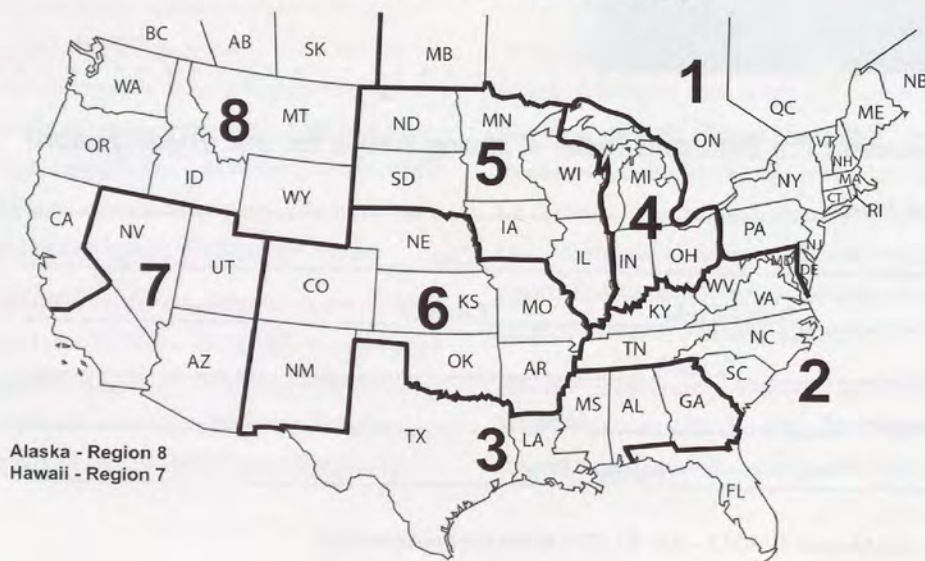 BC
AB
SK
MB
1
NB
WA
8
MT
ND
MN
ON
QC
ME
OR
5
VT
NH
ID
SD
WI
MI
NY
MA
CT
RI
WY
4
CA
NV
NE
IA
PA
NJ
7
UT
IL
IN
OH
MD
DE
CO
6
KS
MO
WV
VA
KY
NC
AZ
NM
OK
AR
TN
SC
2
MS
AL
GA
TX
3
LA
Alaska - Region 8
Hawaii - Region 7
FL